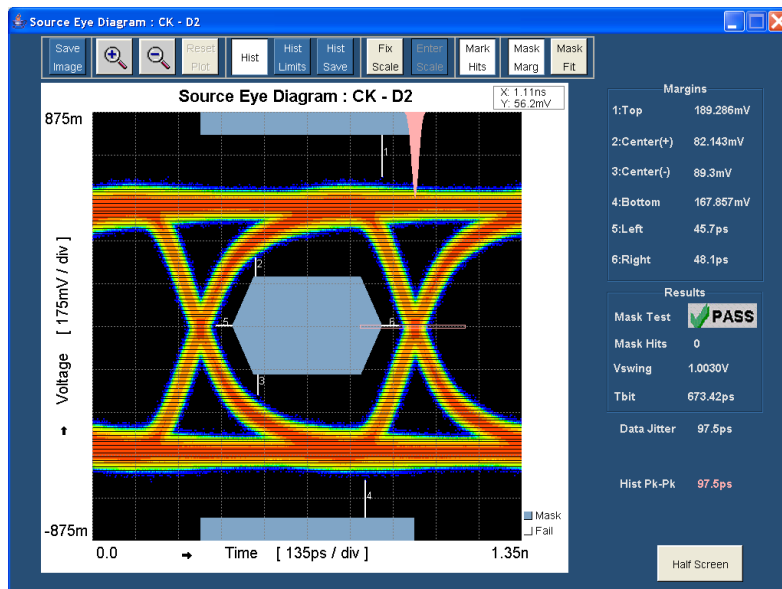 Source Eye Diagram : CK - D2
Save Image
Reset Plot
Hist
Hist Limits
Hist Save
Fix Scale
Enter Scale
Mark Hits
Mask Marg
Mask Fit
Source Eye Diagram : CK - D2
X: 1.11ns
Y: 56.2mV
875m
Voltage [ 175mV / div ]
-875m
1
2
3
4
5
6
Mask
Fail
0.0
Time [ 135ps / div ]
1.35n
Margins
1:Top 189.286mV
2:Center(+) 82.143mV
3:Center(-) 89.3mV
4:Bottom 167.857mV
5:Left 45.7ps
6:Right 48.1ps
Results
Mask Test PASS
Mask Hits 0
Vswing 1.0030V
Tbit 673.42ps
Data Jitter 97.5ps
Hist Pk-Pk 97.5ps
Half Screen